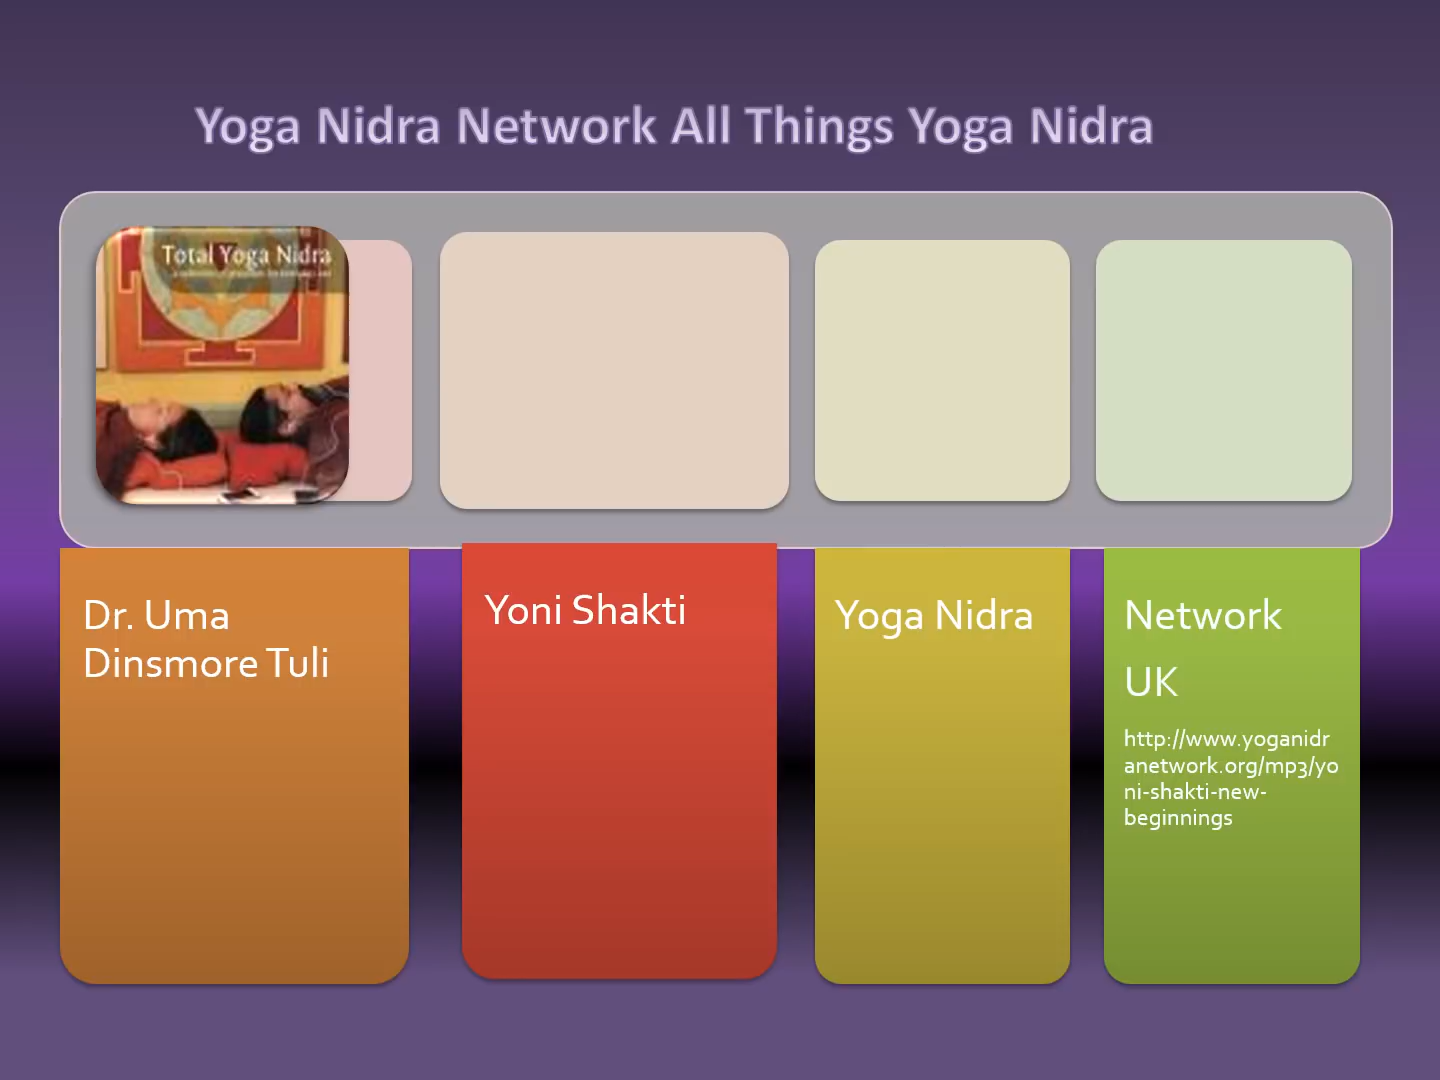 Yoga Nidra Network All Things Yoga Nidra
Total Yoga Nidra
Dr. Uma
Dinsmore Tuli
Yoni Shakti
Yoga Nidra
Network
UK
http://www.yoganidr
anetwork.org/mp3/yo
ni-shakti-new-
beginnings